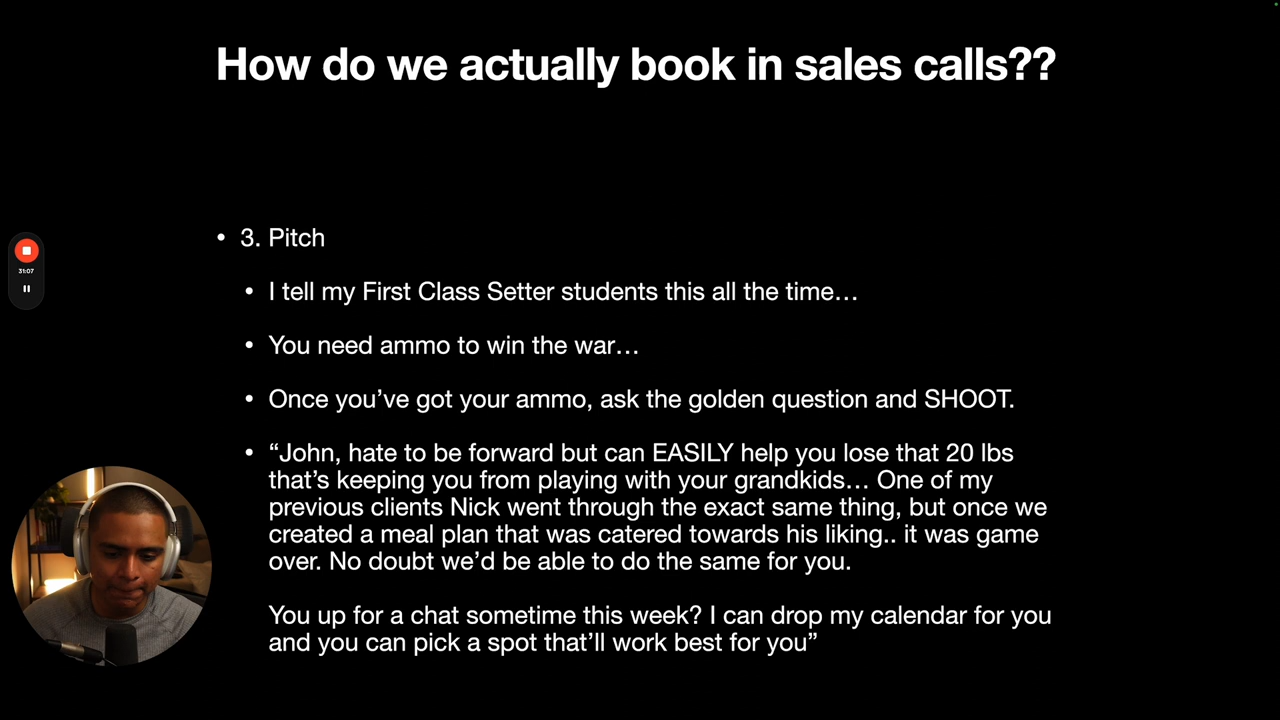 How do we actually book in sales calls??
• 3. Pitch
• I tell my First Class Setter students this all the time…
• You need ammo to win the war…
• Once you’ve got your ammo, ask the golden question and SHOOT.
• “John, hate to be forward but can EASILY help you lose that 20 lbs
that’s keeping you from playing with your grandkids… One of my
previous clients Nick went through the exact same thing, but once we
created a meal plan that was catered towards his liking.. it was game
over. No doubt we’d be able to do the same for you.
You up for a chat sometime this week? I can drop my calendar for you
and you can pick a spot that’ll work best for you”
31:07